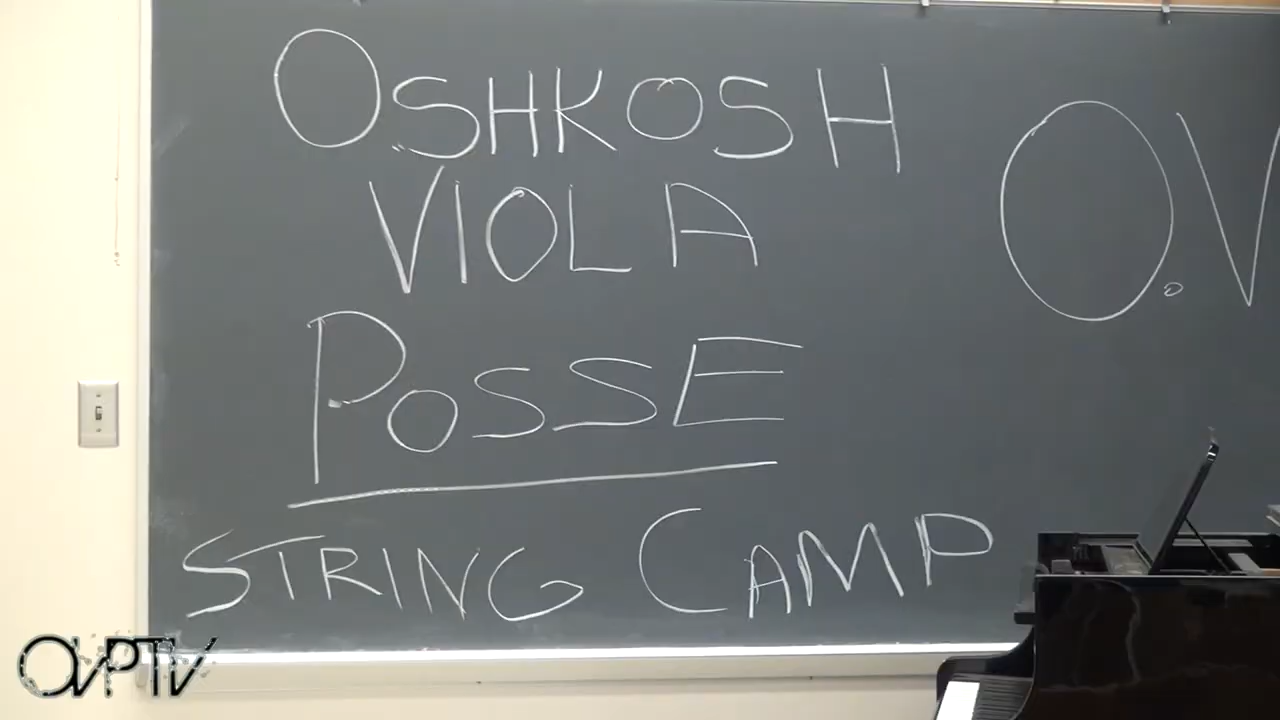 OSHKOSH
VIOLA
POSSE
STRING CAMP
O.V
OVPTV